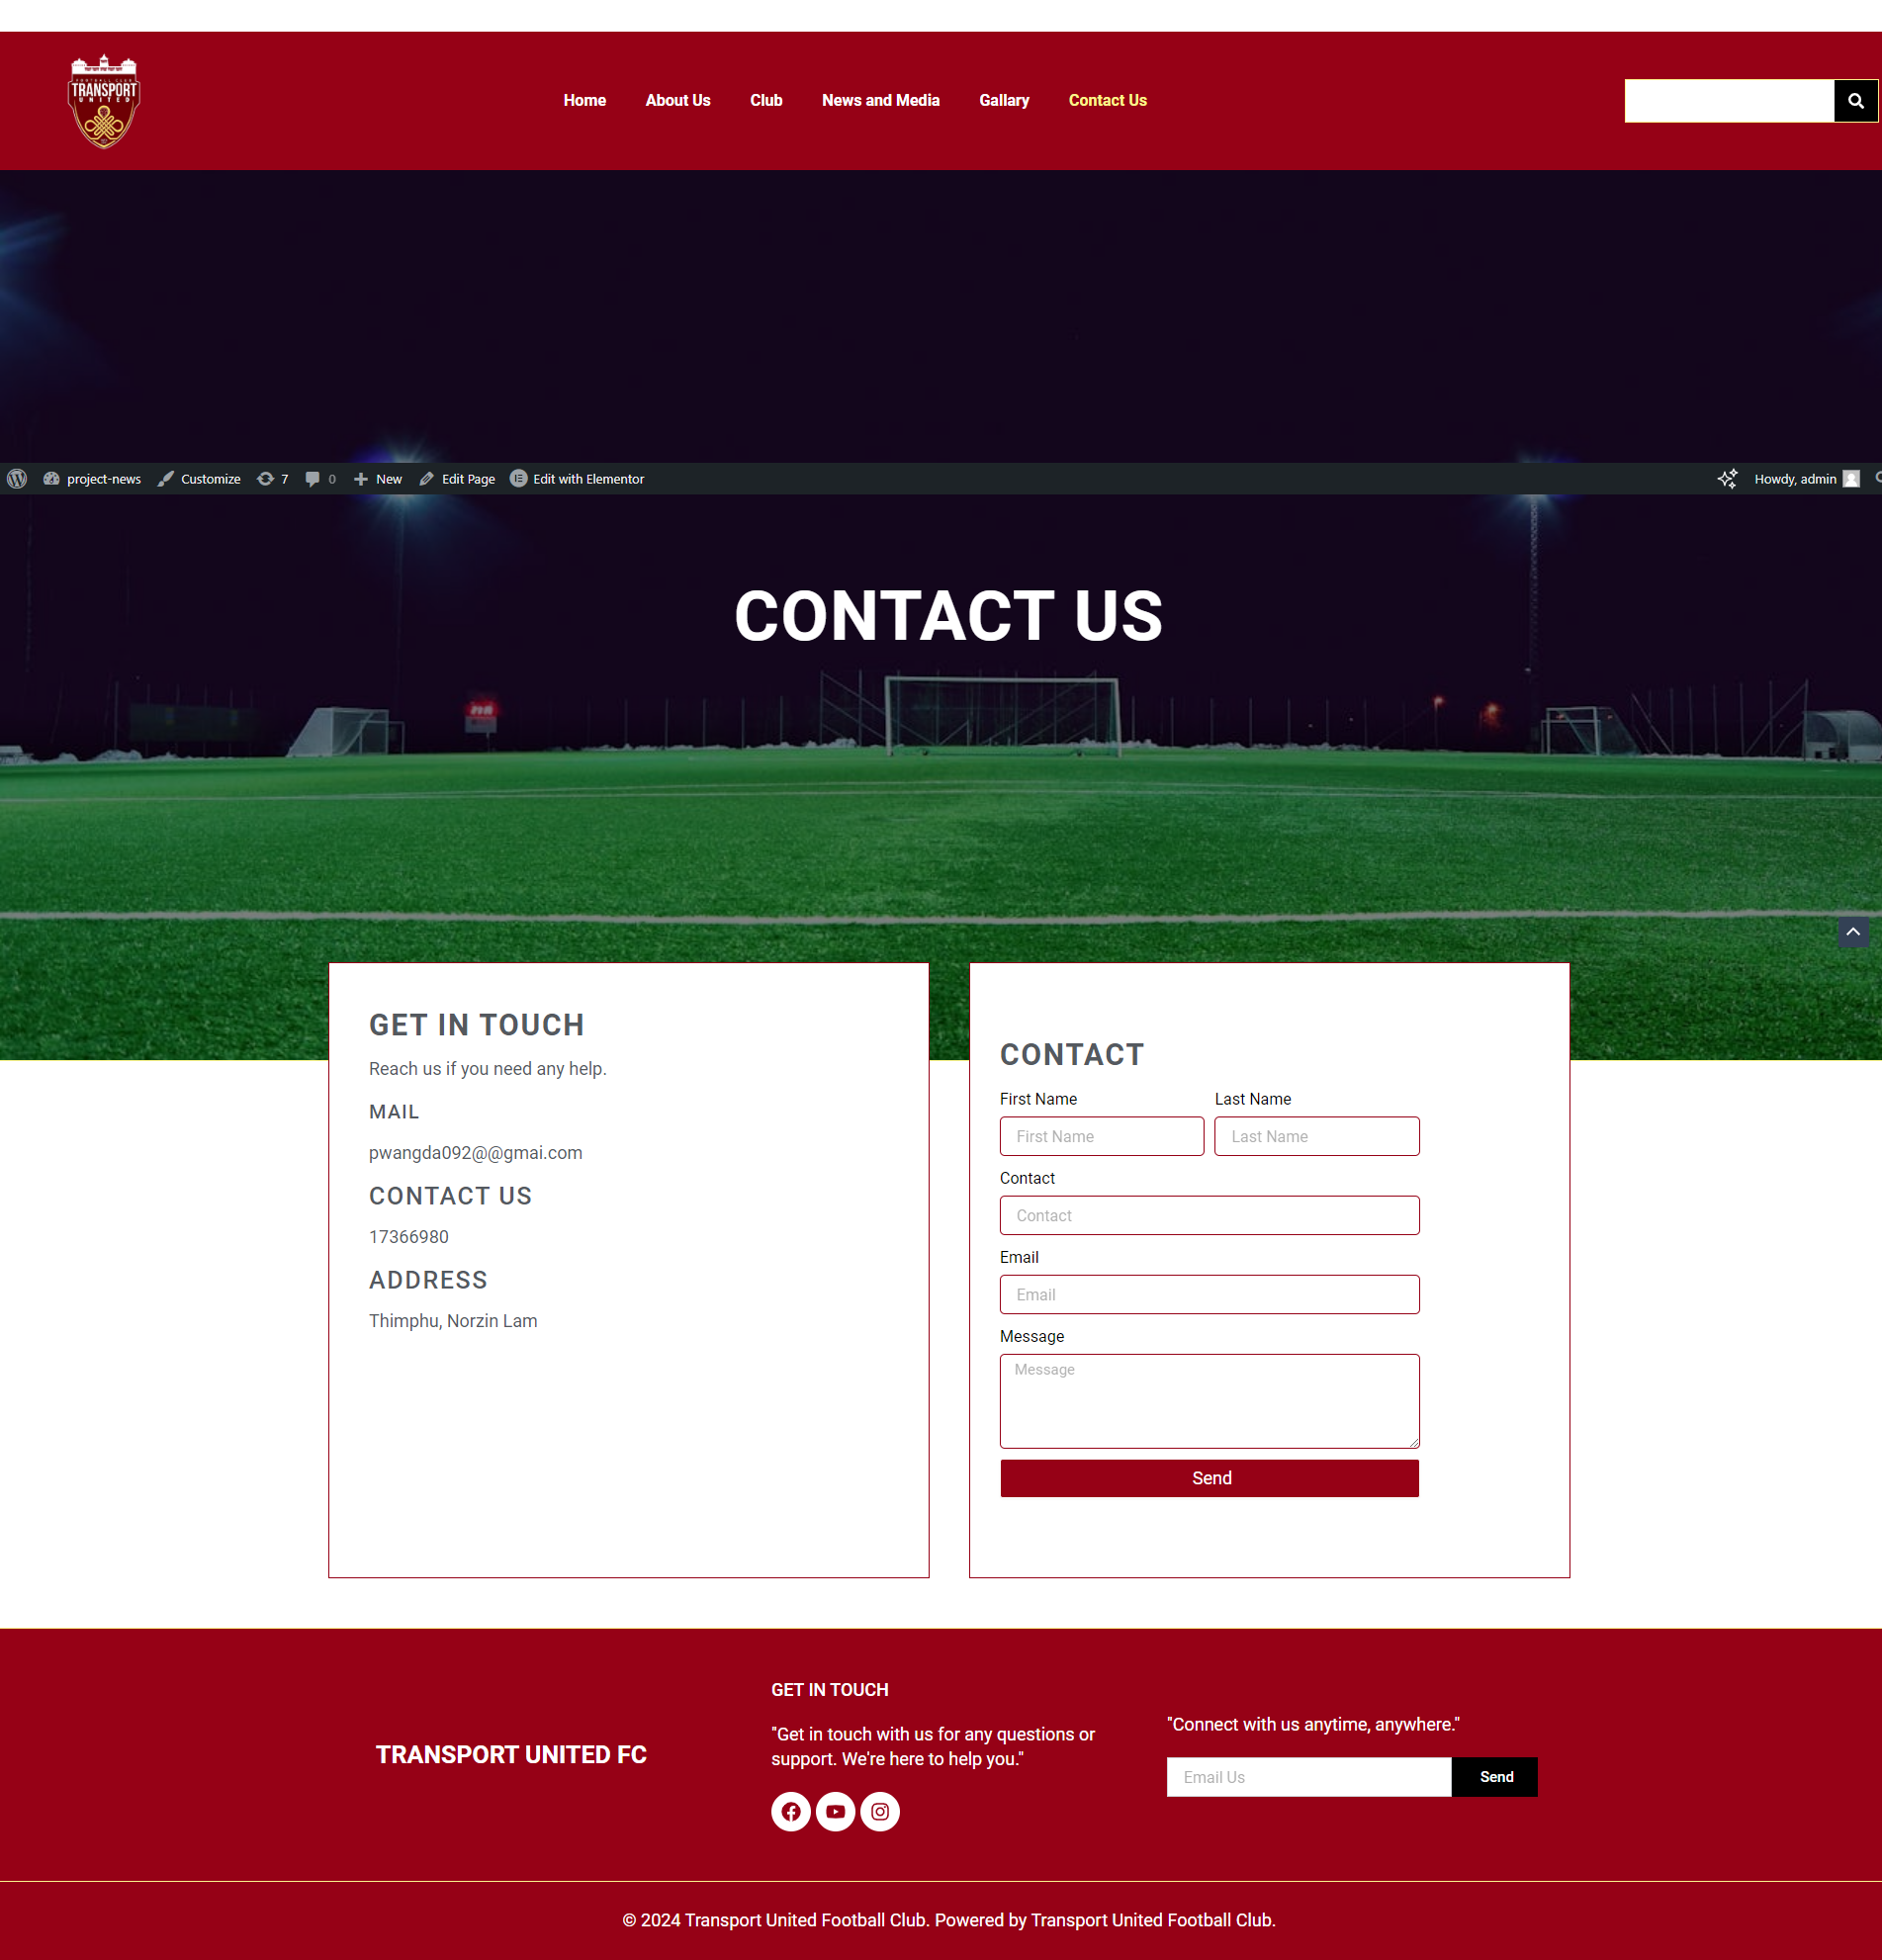 FOOTBALL CLUB
TRANSPORT
UNITED
Home
About Us
Club
News and Media
Gallary
Contact Us
project-news
Customize
7
0
New
Edit Page
Edit with Elementor
Howdy, admin
CONTACT US
GET IN TOUCH
Reach us if you need any help.
MAIL
pwangda092@@gmai.com
CONTACT US
17366980
ADDRESS
Thimphu, Norzin Lam
CONTACT
First Name
Last Name
First Name
Last Name
Contact
Contact
Email
Email
Message
Message
Send
TRANSPORT UNITED FC
GET IN TOUCH
"Get in touch with us for any questions or
support. We're here to help you."
"Connect with us anytime, anywhere."
Email Us
Send
© 2024 Transport United Football Club. Powered by Transport United Football Club.